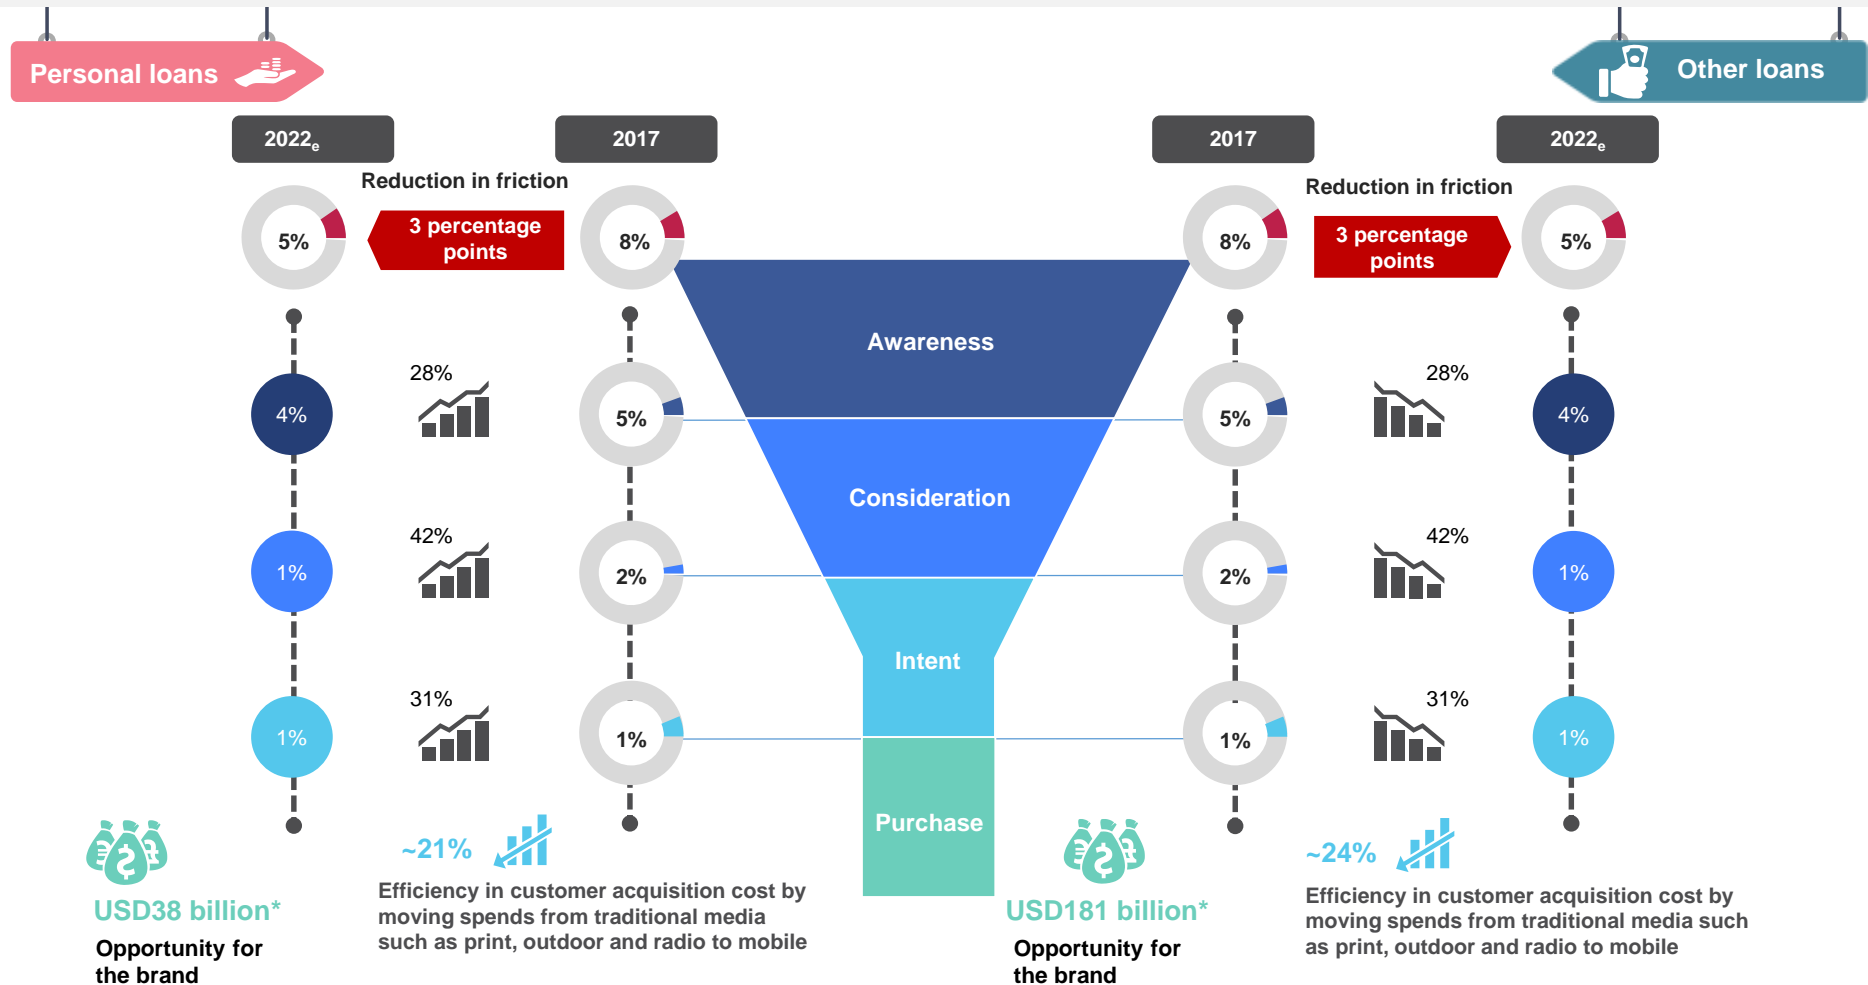 Personal loans
Other loans
2022e
2017
2017
2022e
Reduction in friction
Reduction in friction
5%
3 percentage
points
8%
8%
3 percentage
points
5%
Awareness
28%
28%
4%
5%
5%
4%
Consideration
42%
42%
1%
2%
2%
1%
Intent
31%
31%
1%
1%
1%
1%
Purchase
~21%
~24%
USD38 billion*
Opportunity for
the brand
Efficiency in customer acquisition cost by
moving spends from traditional media
such as print, outdoor and radio to mobile
USD181 billion*
Opportunity for
the brand
Efficiency in customer acquisition cost by
moving spends from traditional media such
as print, outdoor and radio to mobile